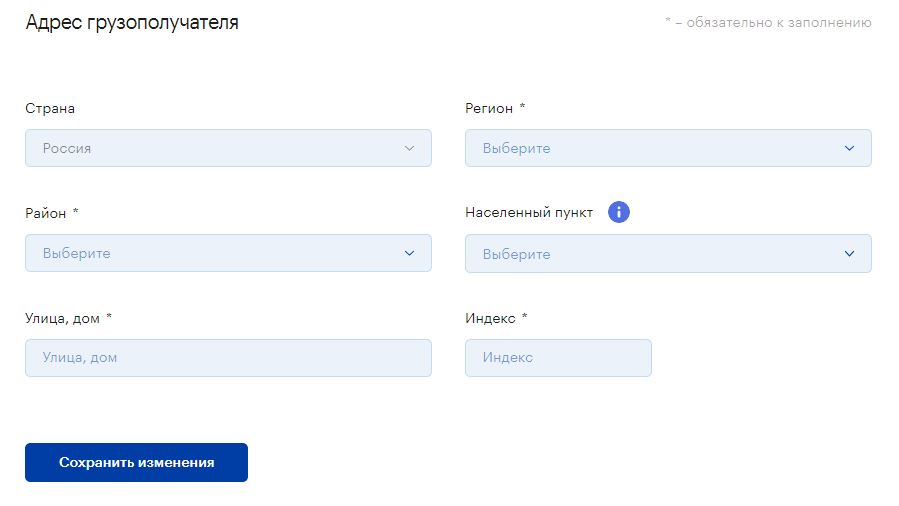 Адрес грузополучателя
* – обязательно к заполнению
Страна
Регион *
Россия
Выберите
Район *
Населенный пункт
Выберите
Выберите
Улица, дом *
Индекс *
Улица, дом
Индекс
Сохранить изменения